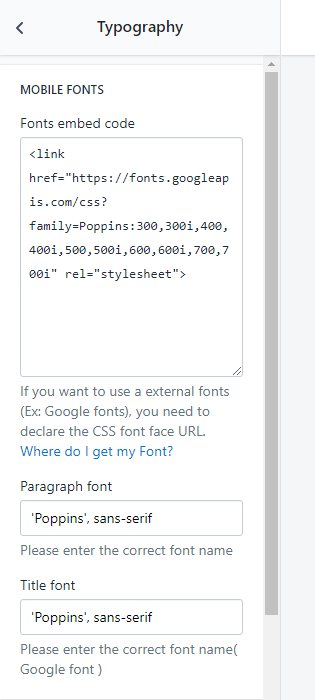 Typography
MOBILE FONTS
Fonts embed code
<link
href="https://fonts.googleap
is.com/css?
family=Poppins:300,300i,400,
400i,500,500i,600,600i,700,7
00i" rel="stylesheet">
If you want to use a external fonts
(Ex: Google fonts), you need to
declare the CSS font face URL.
Where do I get my Font?
Paragraph font
'Poppins', sans-serif
Please enter the correct font name
Title font
'Poppins', sans-serif
Please enter the correct font name(
Google font )